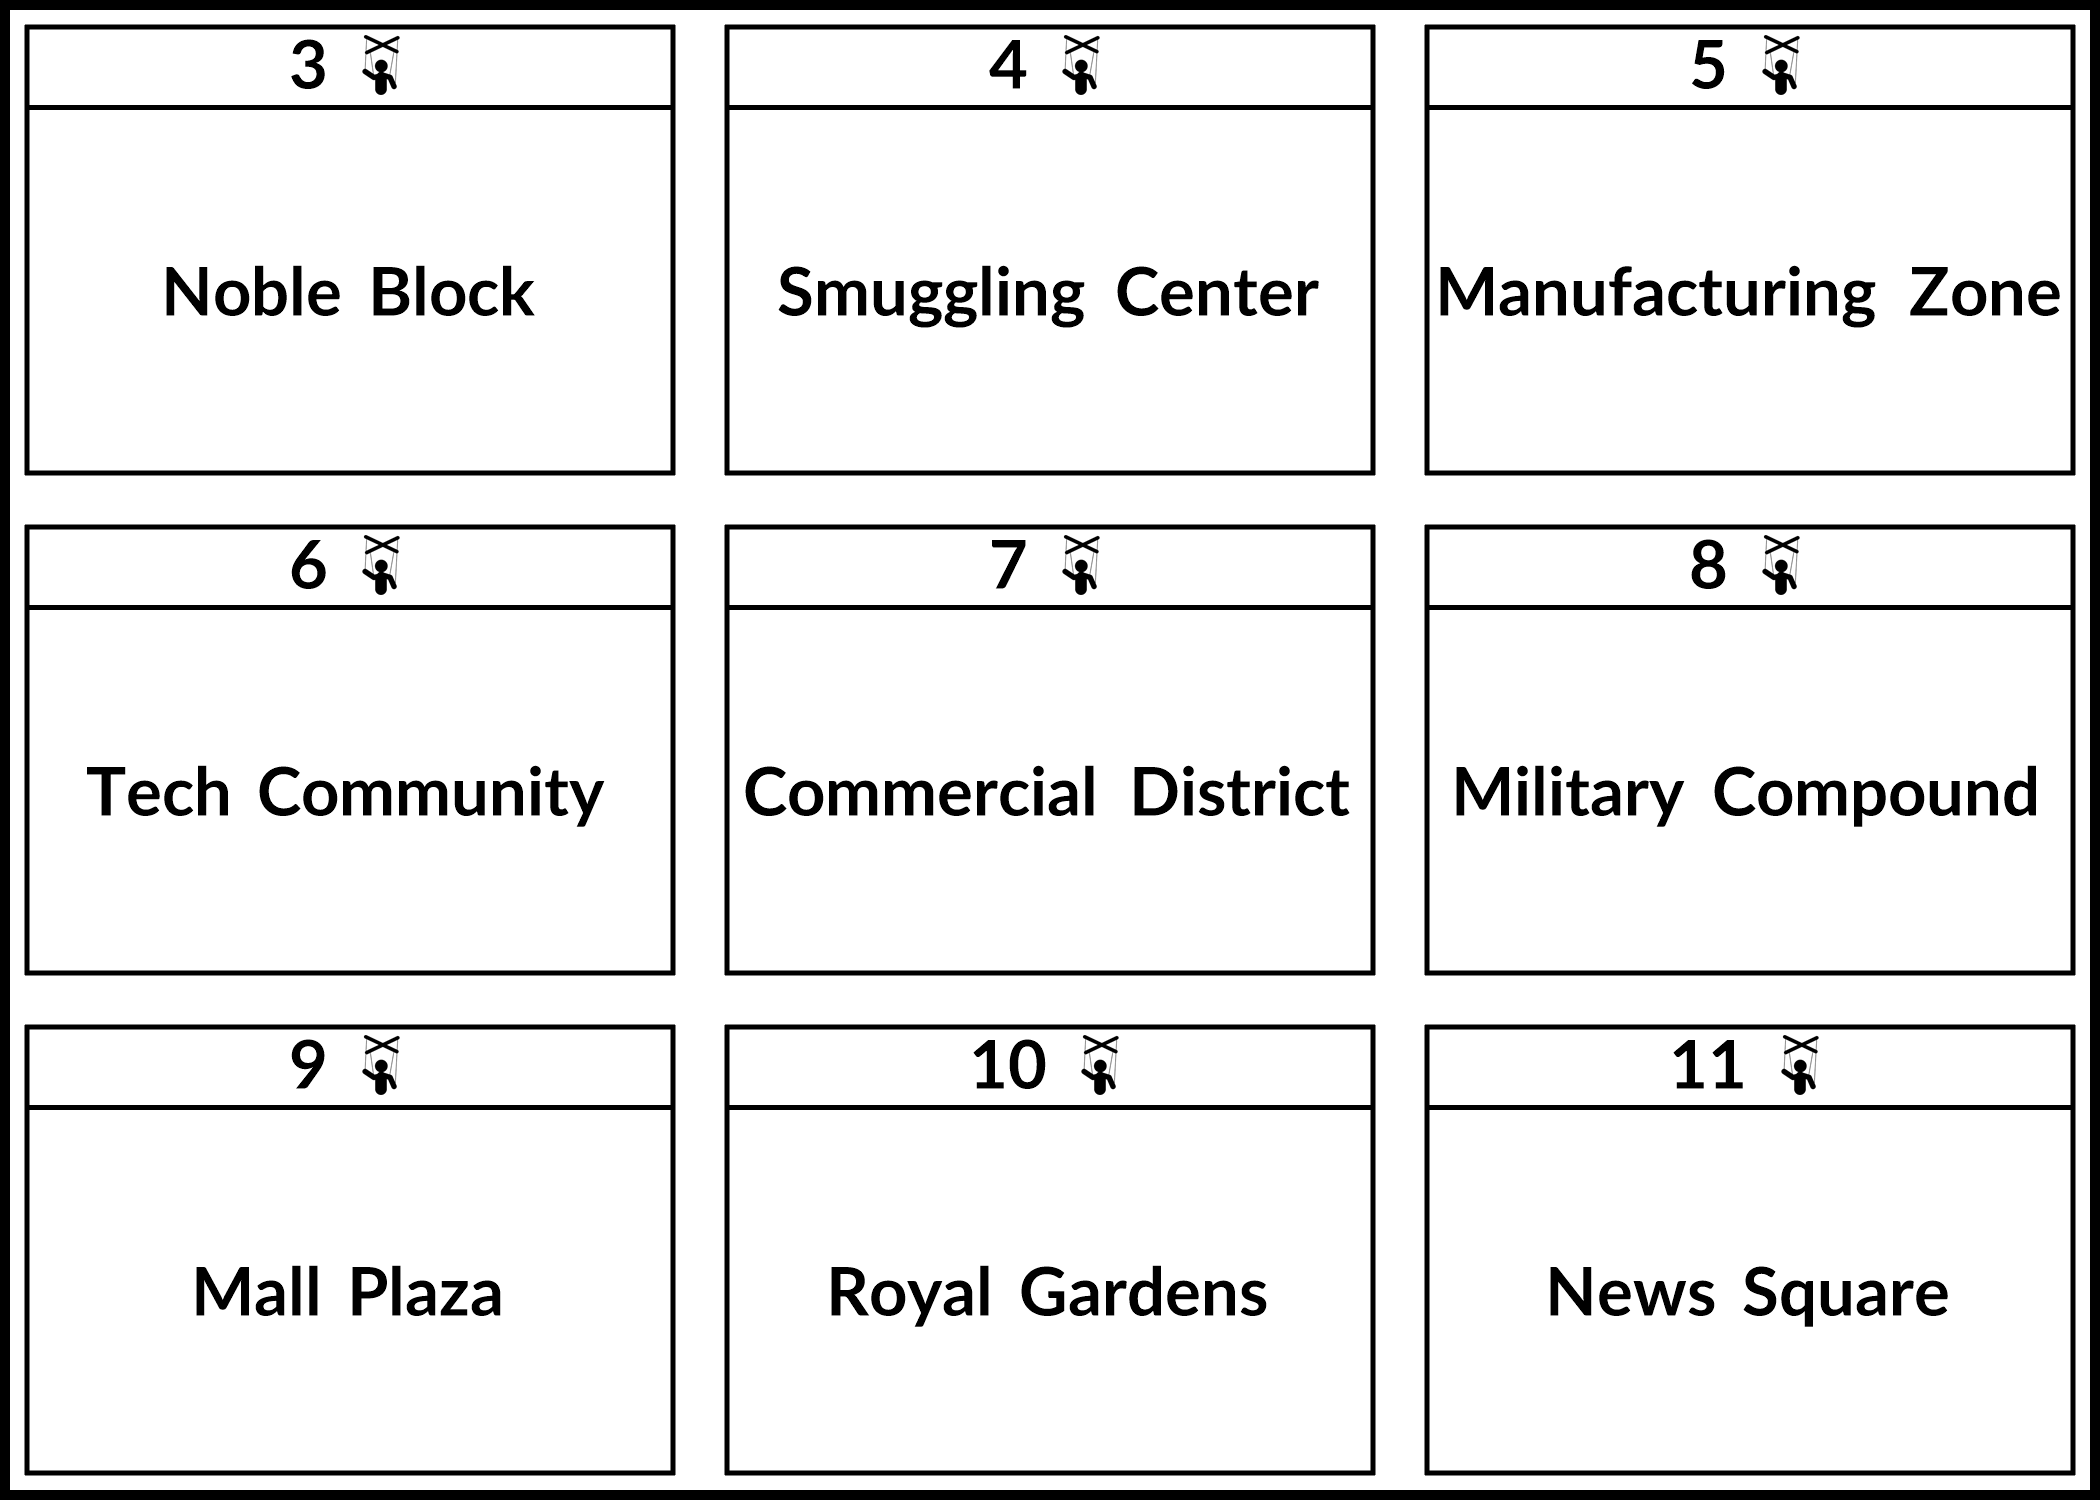 3
4
5
Noble Block
Smuggling Center
Manufacturing Zone
6
7
8
Tech Community
Commercial District
Military Compound
9
10
11
Mall Plaza
Royal Gardens
News Square